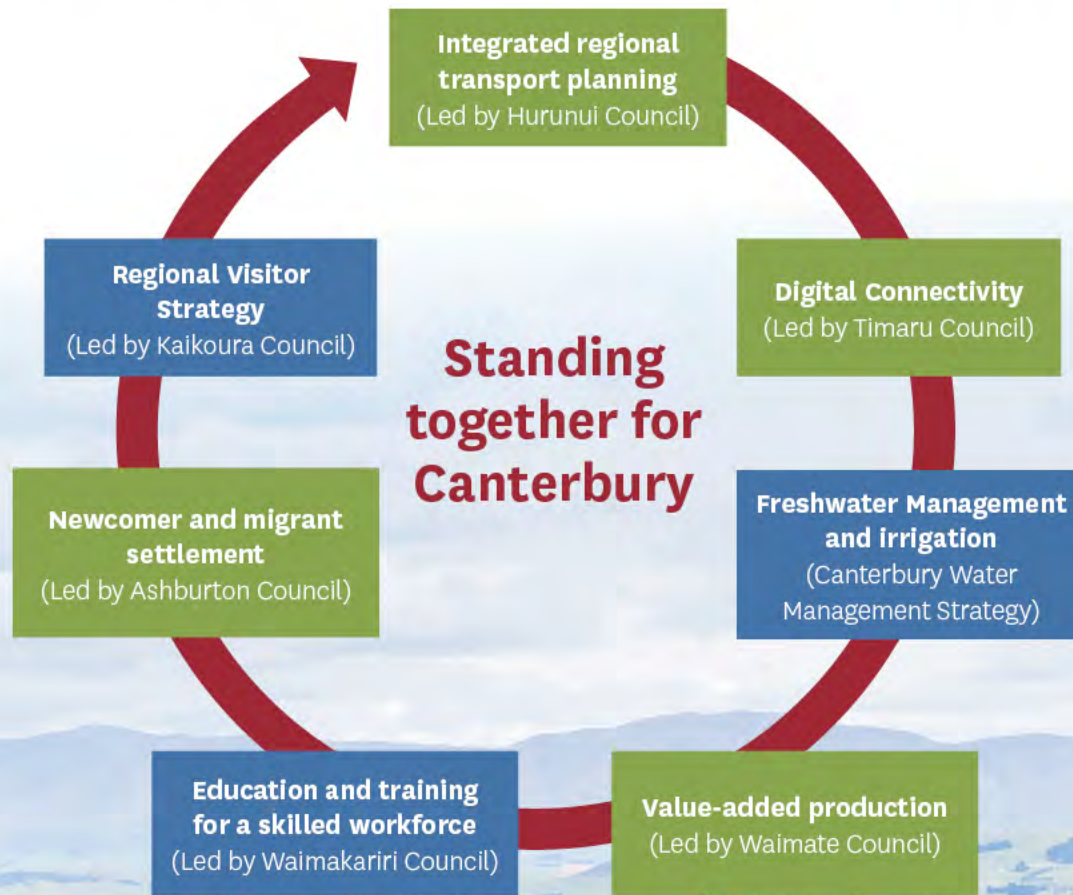 Integrated regional
transport planning
(Led by Hurunui Council)
Digital Connectivity
(Led by Timaru Council)
Freshwater Management
and irrigation
(Canterbury Water
Management Strategy)
Value-added production
(Led by Waimate Council)
Education and training
for a skilled workforce
(Led by Waimakariri Council)
Newcomer and migrant
settlement
(Led by Ashburton Council)
Regional Visitor
Strategy
(Led by Kaikoura Council)
Standing
together for
Canterbury